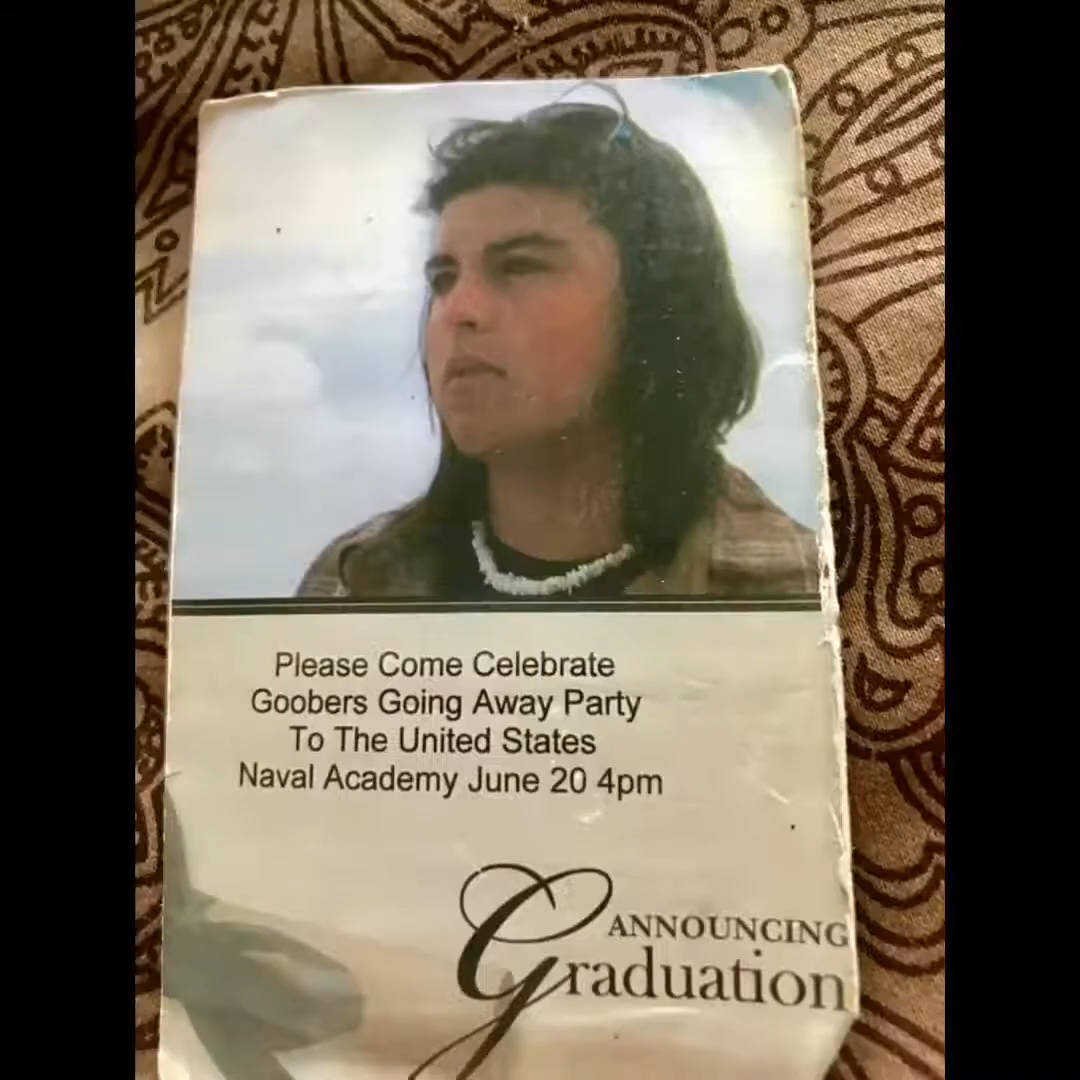 Please Come Celebrate
Goobers Going Away Party
To The United States
Naval Academy June 20 4pm
ANNOUNCING
Graduation